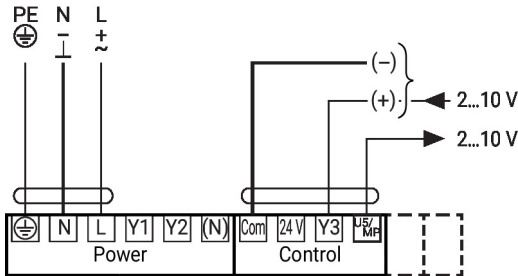 PE N L
– +
⊥ ~
(–)
(+) 2...10 V
2...10 V
N L Y1 Y2 (N) Com 24 V Y3 U5/MP
Power Control